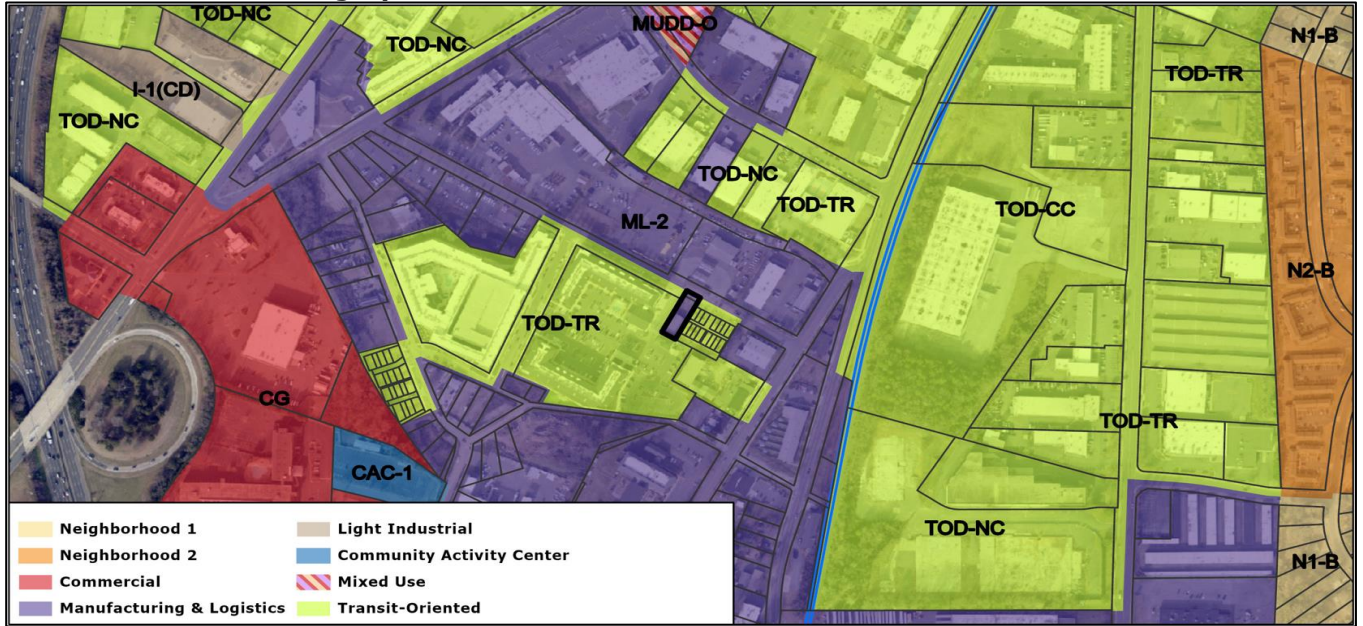 TOD-NC
MUDD-O
TOD-NC
N1-B
I-1(CD)
TOD-TR
TOD-NC
TOD-NC
TOD-TR
TOD-CC
ML-2
N2-B
TOD-TR
CG
TOD-TR
CAC-1
TOD-NC
N1-B
Neighborhood 1
Light Industrial
Neighborhood 2
Community Activity Center
Commercial
Mixed Use
Manufacturing & Logistics
Transit-Oriented